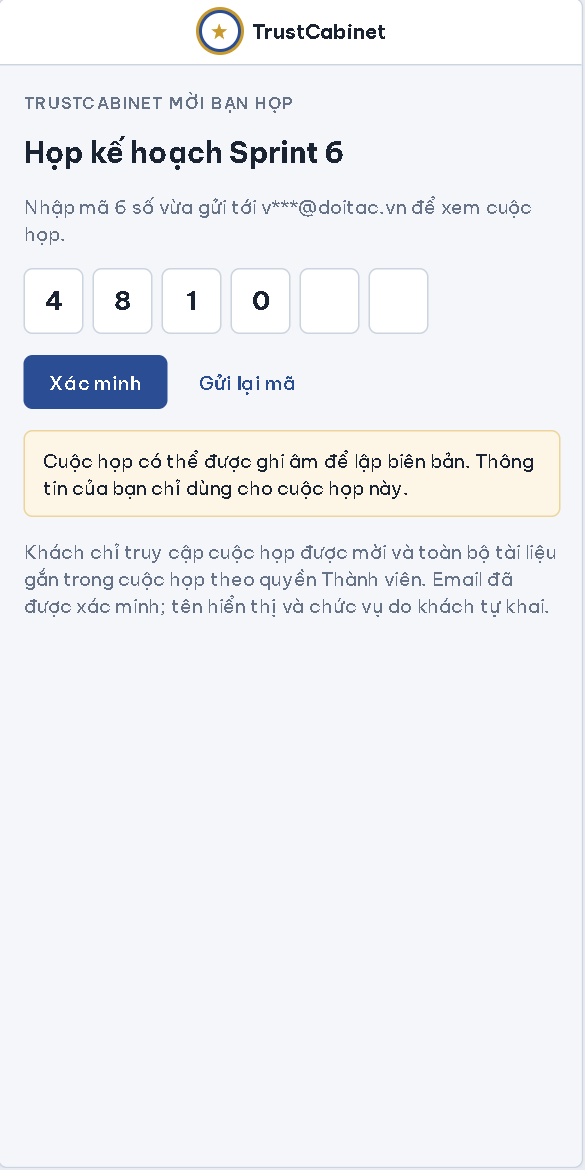 TrustCabinet
TRUSTCABINET MỜI BẠN HỌP
Họp kế hoạch Sprint 6
Nhập mã 6 số vừa gửi tới v***@doitac.vn để xem cuộc
họp.
4 8 1 0
Xác minh Gửi lại mã
Cuộc họp có thể được ghi âm để lập biên bản. Thông
tin của bạn chỉ dùng cho cuộc họp này.
Khách chỉ truy cập cuộc họp được mời và toàn bộ tài liệu
gắn trong cuộc họp theo quyền Thành viên. Email đã
được xác minh; tên hiển thị và chức vụ do khách tự khai.